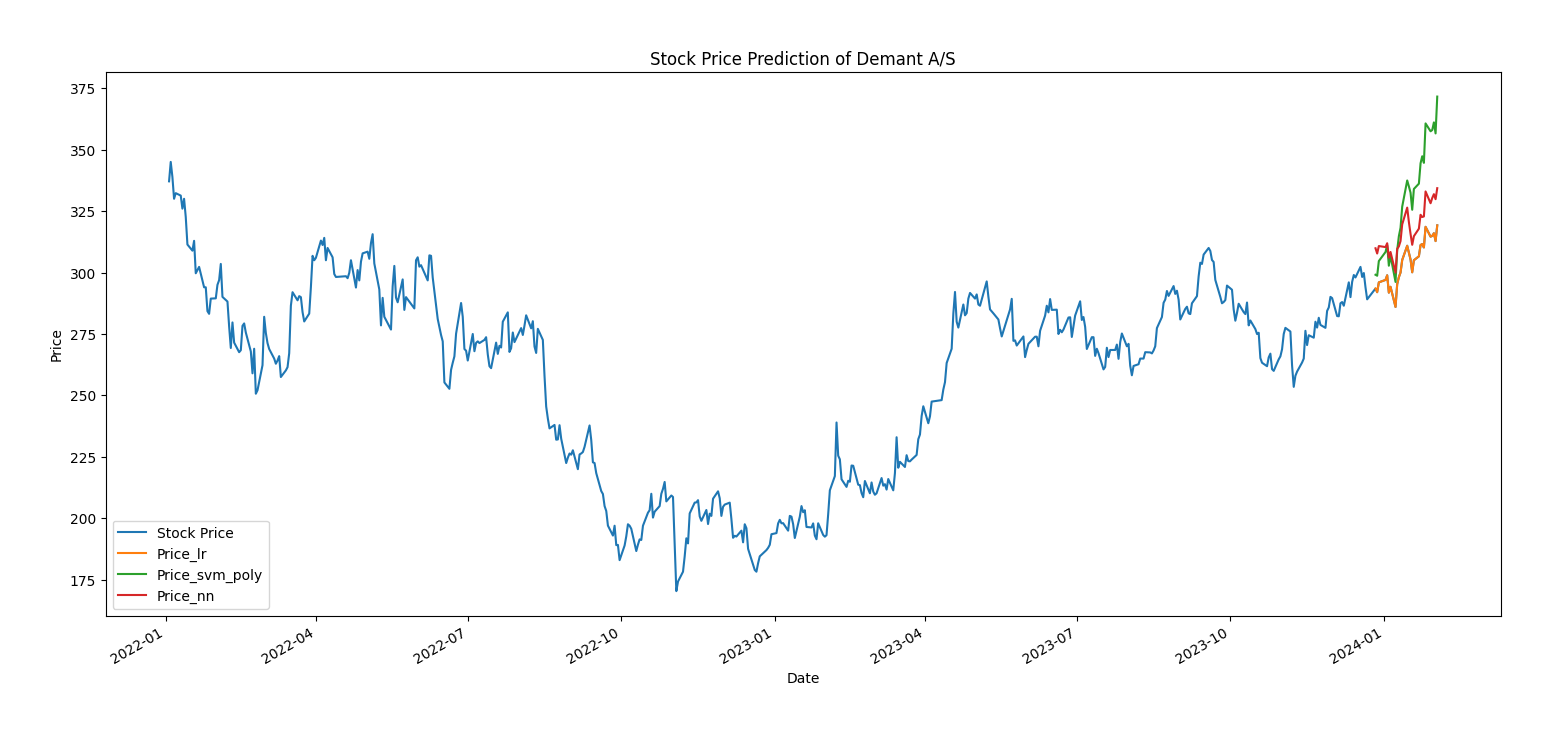 Stock Price Prediction of Demant A/S
375
350
325
300
275
250
225
200
175
Price
Stock Price
Price_lr
Price_svm_poly
Price_nn
2022-01
2022-04
2022-07
2022-10
2023-01
2023-04
2023-07
2023-10
2024-01
Date